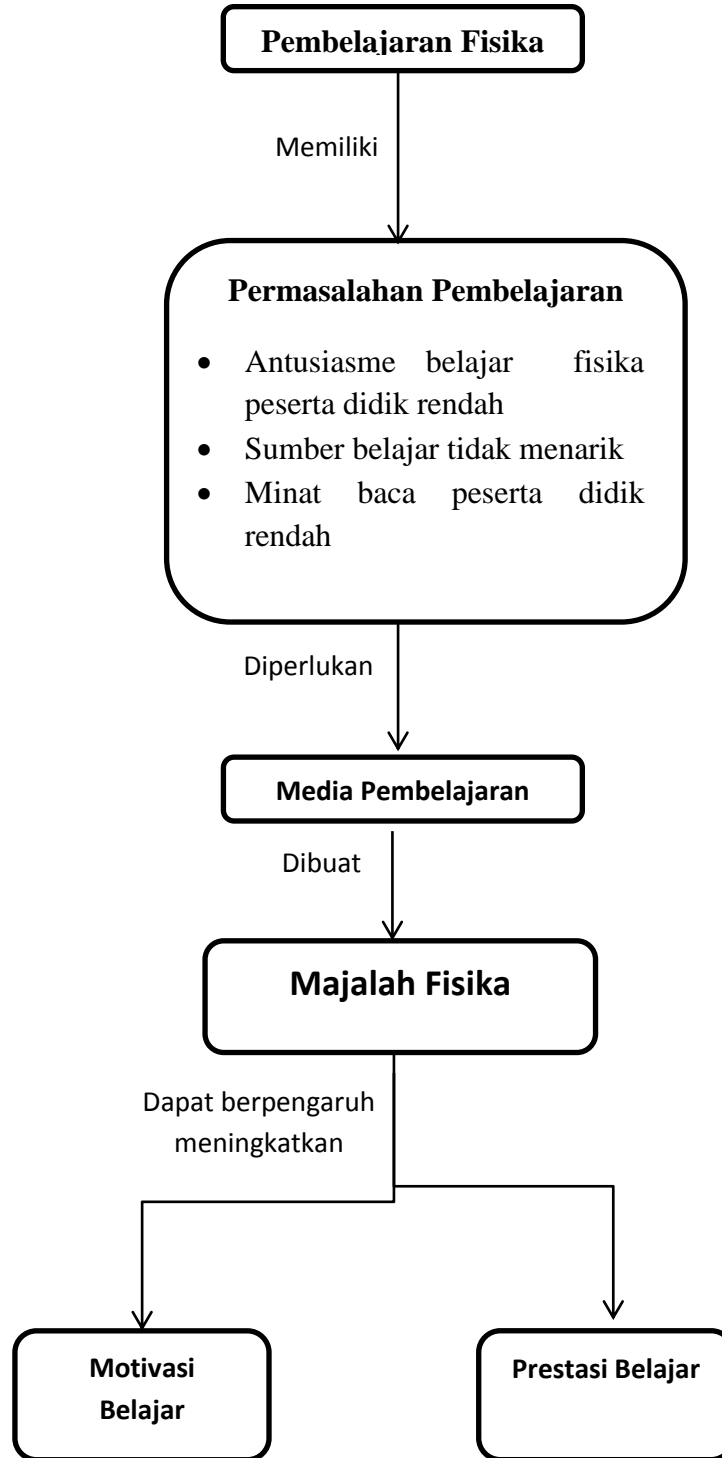 Pembelajaran Fisika
Memiliki
Permasalahan Pembelajaran
• Antusiasme belajar fisika
peserta didik rendah
• Sumber belajar tidak menarik
• Minat baca peserta didik
rendah
Diperlukan
Media Pembelajaran
Dibuat
Majalah Fisika
Dapat berpengaruh
meningkatkan
Motivasi
Belajar
Prestasi Belajar